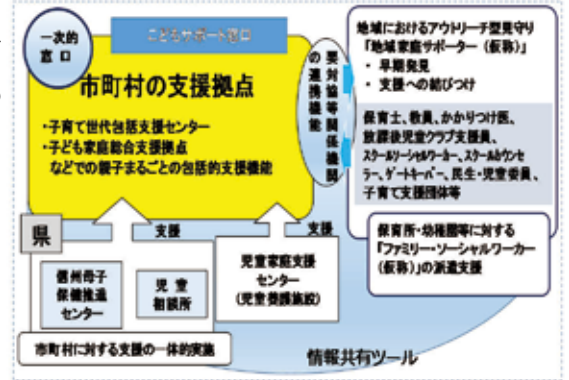 一次的
窓口
こどもサポート窓口
市町村の支援拠点
・子育て世代包括支援センター
・子ども家庭総合支援拠点
などでの親子まるごとの包括的支援機能
要対協等関係機関
の連携機能
地域におけるアウトリーチ型見守り
「地域家庭サポーター（仮称）」
・ 早期発見
・ 支援への結びつけ
保育士、教員、かかりつけ医、
放課後児童クラブ支援員、
スクールソーシャルワーカー、スクールカウンセ
ラー、ゲートキーパー、民生・児童委員、
子育て支援団体等
保育所・幼稚園等に対する
「ファミリー・ソーシャルワーカー
（仮称）」の派遣支援
県
支援
支援
信州母子
保健推進
センター
児 童
相談所
児童家庭支援
センター
（児童養護施設）
市町村に対する支援の一体的実施
情報共有ツール